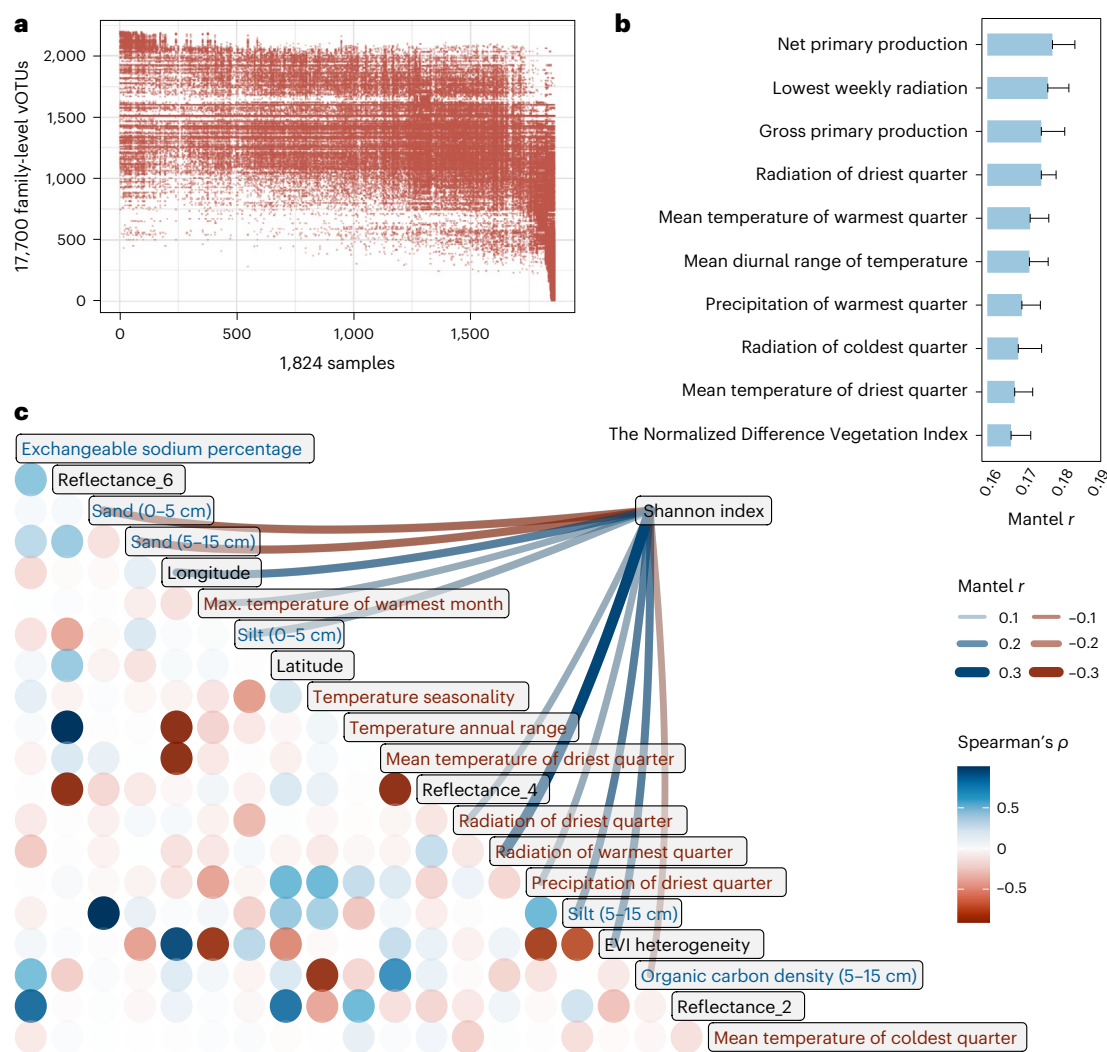 a
17,700 family-level vOTUs
2,000
1,500
1,000
500
0
0
500
1,000
1,500
1,824 samples
b
Net primary production
Lowest weekly radiation
Gross primary production
Radiation of driest quarter
Mean temperature of warmest quarter
Mean diurnal range of temperature
Precipitation of warmest quarter
Radiation of coldest quarter
Mean temperature of driest quarter
The Normalized Difference Vegetation Index
0.16
0.17
0.18
0.19
Mantel r
c
Exchangeable sodium percentage
Reflectance_6
Sand (0–5 cm)
Shannon index
Sand (5–15 cm)
Longitude
Max. temperature of warmest month
Silt (0–5 cm)
Latitude
Temperature seasonality
Temperature annual range
Mean temperature of driest quarter
Reflectance_4
Radiation of driest quarter
Radiation of warmest quarter
Precipitation of driest quarter
Silt (5–15 cm)
EVI heterogeneity
Organic carbon density (5–15 cm)
Reflectance_2
Mean temperature of coldest quarter
Mantel r
0.1 –0.1
0.2 –0.2
0.3 –0.3
Spearman's ρ
0.5
0
–0.5